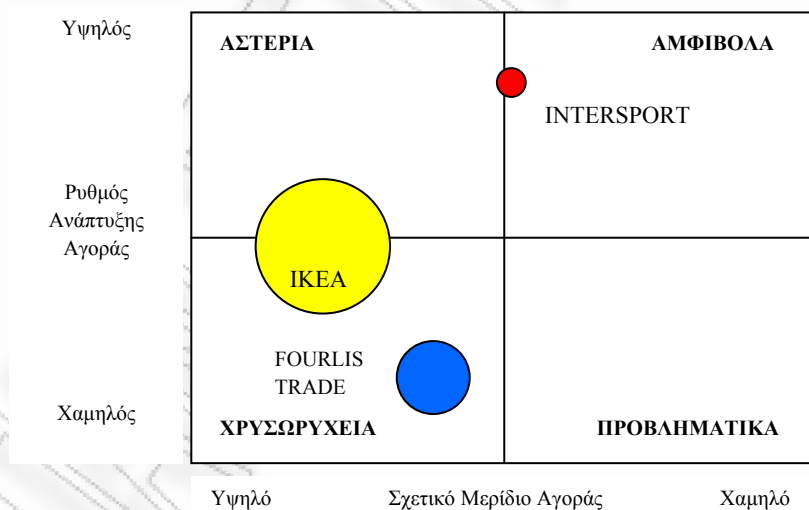 Υψηλός
ΑΣΤΕΡΙΑ
ΑΜΦΙΒΟΛΑ
INTERSPORT
Ρυθμός
Ανάπτυξης
Αγοράς
IKEA
FOURLIS
TRADE
Χαμηλός
ΧΡΥΣΩΡΥΧΕΙΑ
ΠΡΟΒΛΗΜΑΤΙΚΑ
Υψηλό Σχετικό Μερίδιο Αγοράς Χαμηλό